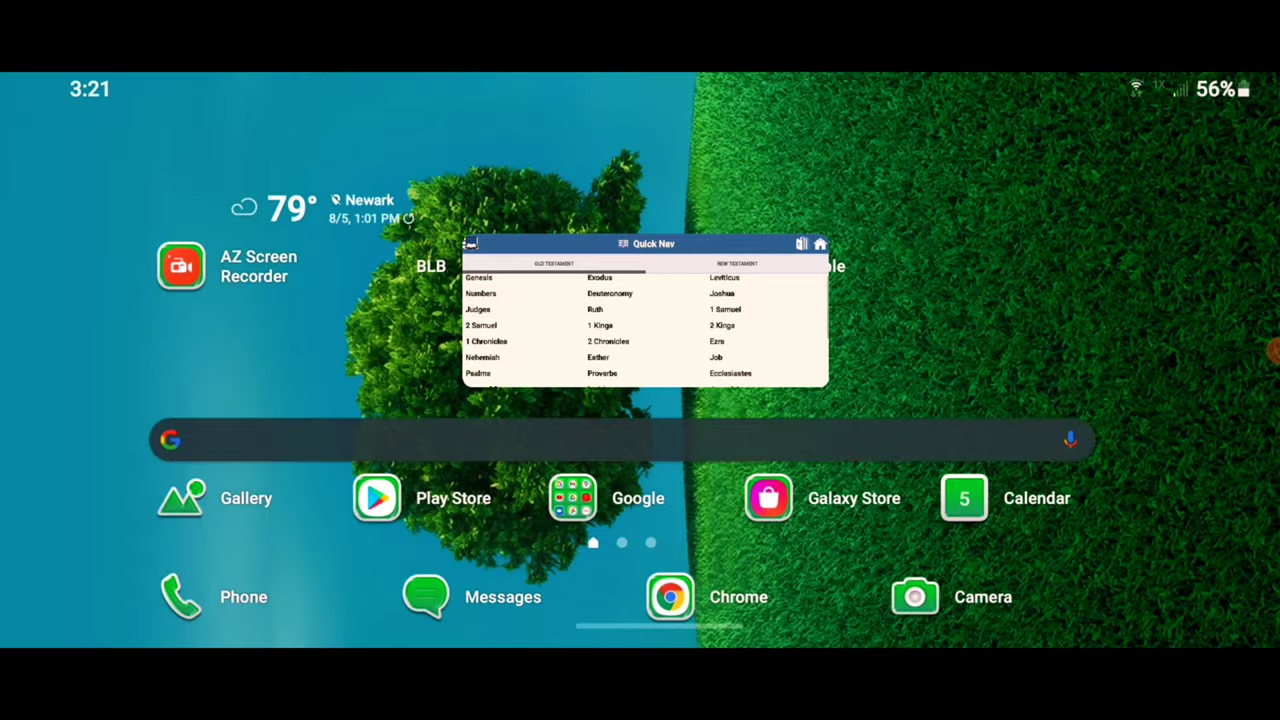 3:21
1X
56%
79°
Newark
8/5, 1:01 PM
AZ Screen
Recorder
BLB
ble
Quick Nav
OLD TESTAMENT
NEW TESTAMENT
Genesis
Exodus
Leviticus
Numbers
Deuteronomy
Joshua
Judges
Ruth
1 Samuel
2 Samuel
1 Kings
2 Kings
1 Chronicles
2 Chronicles
Ezra
Nehemiah
Esther
Job
Psalms
Proverbs
Ecclesiastes
G
Gallery
Play Store
Google
Galaxy Store
5
Calendar
Phone
Messages
Chrome
Camera